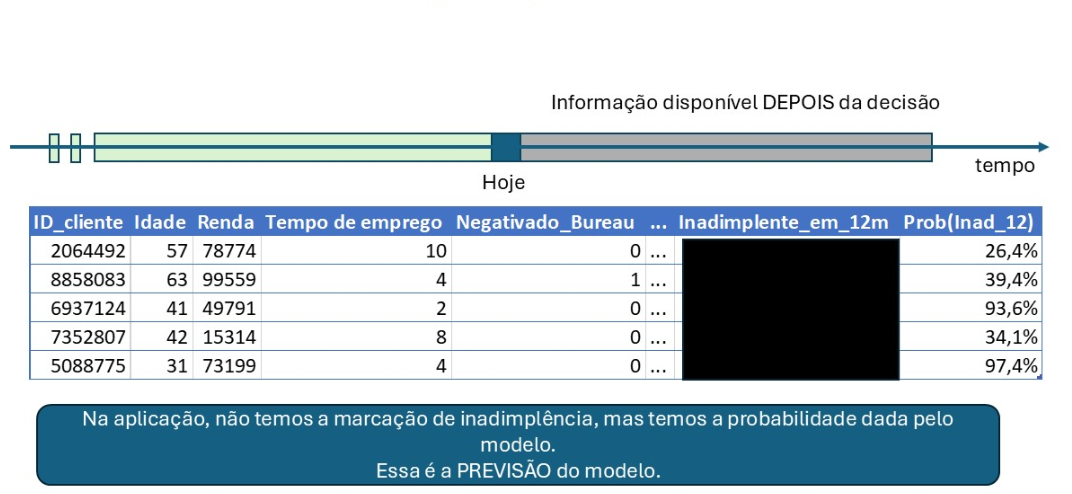 Informação disponível DEPOIS da decisão
tempo
Hoje
ID_cliente Idade Renda Tempo de emprego Negativado_Bureau ... Inadimplente_em_12m Prob(Inad_12)
2064492 57 78774 10 0 ... 26,4%
8858083 63 99559 4 1 ... 39,4%
6937124 41 49791 2 0 ... 93,6%
7352807 42 15314 8 0 ... 34,1%
5088775 31 73199 4 0 ... 97,4%
Na aplicação, não temos a marcação de inadimplência, mas temos a probabilidade dada pelo
modelo.
Essa é a PREVISÃO do modelo.